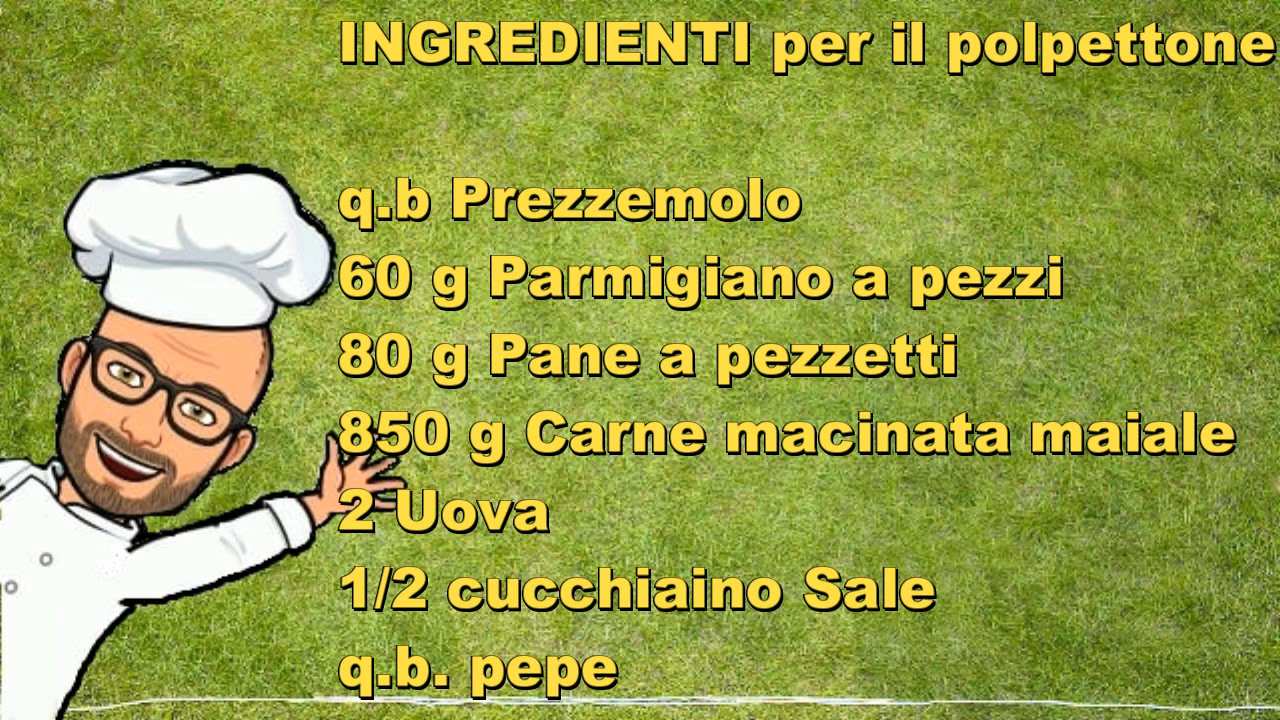 INGREDIENTI per il polpettone
q.b Prezzemolo
60 g Parmigiano a pezzi
80 g Pane a pezzetti
850 g Carne macinata maiale
2 Uova
1/2 cucchiaino Sale
q.b. pepe